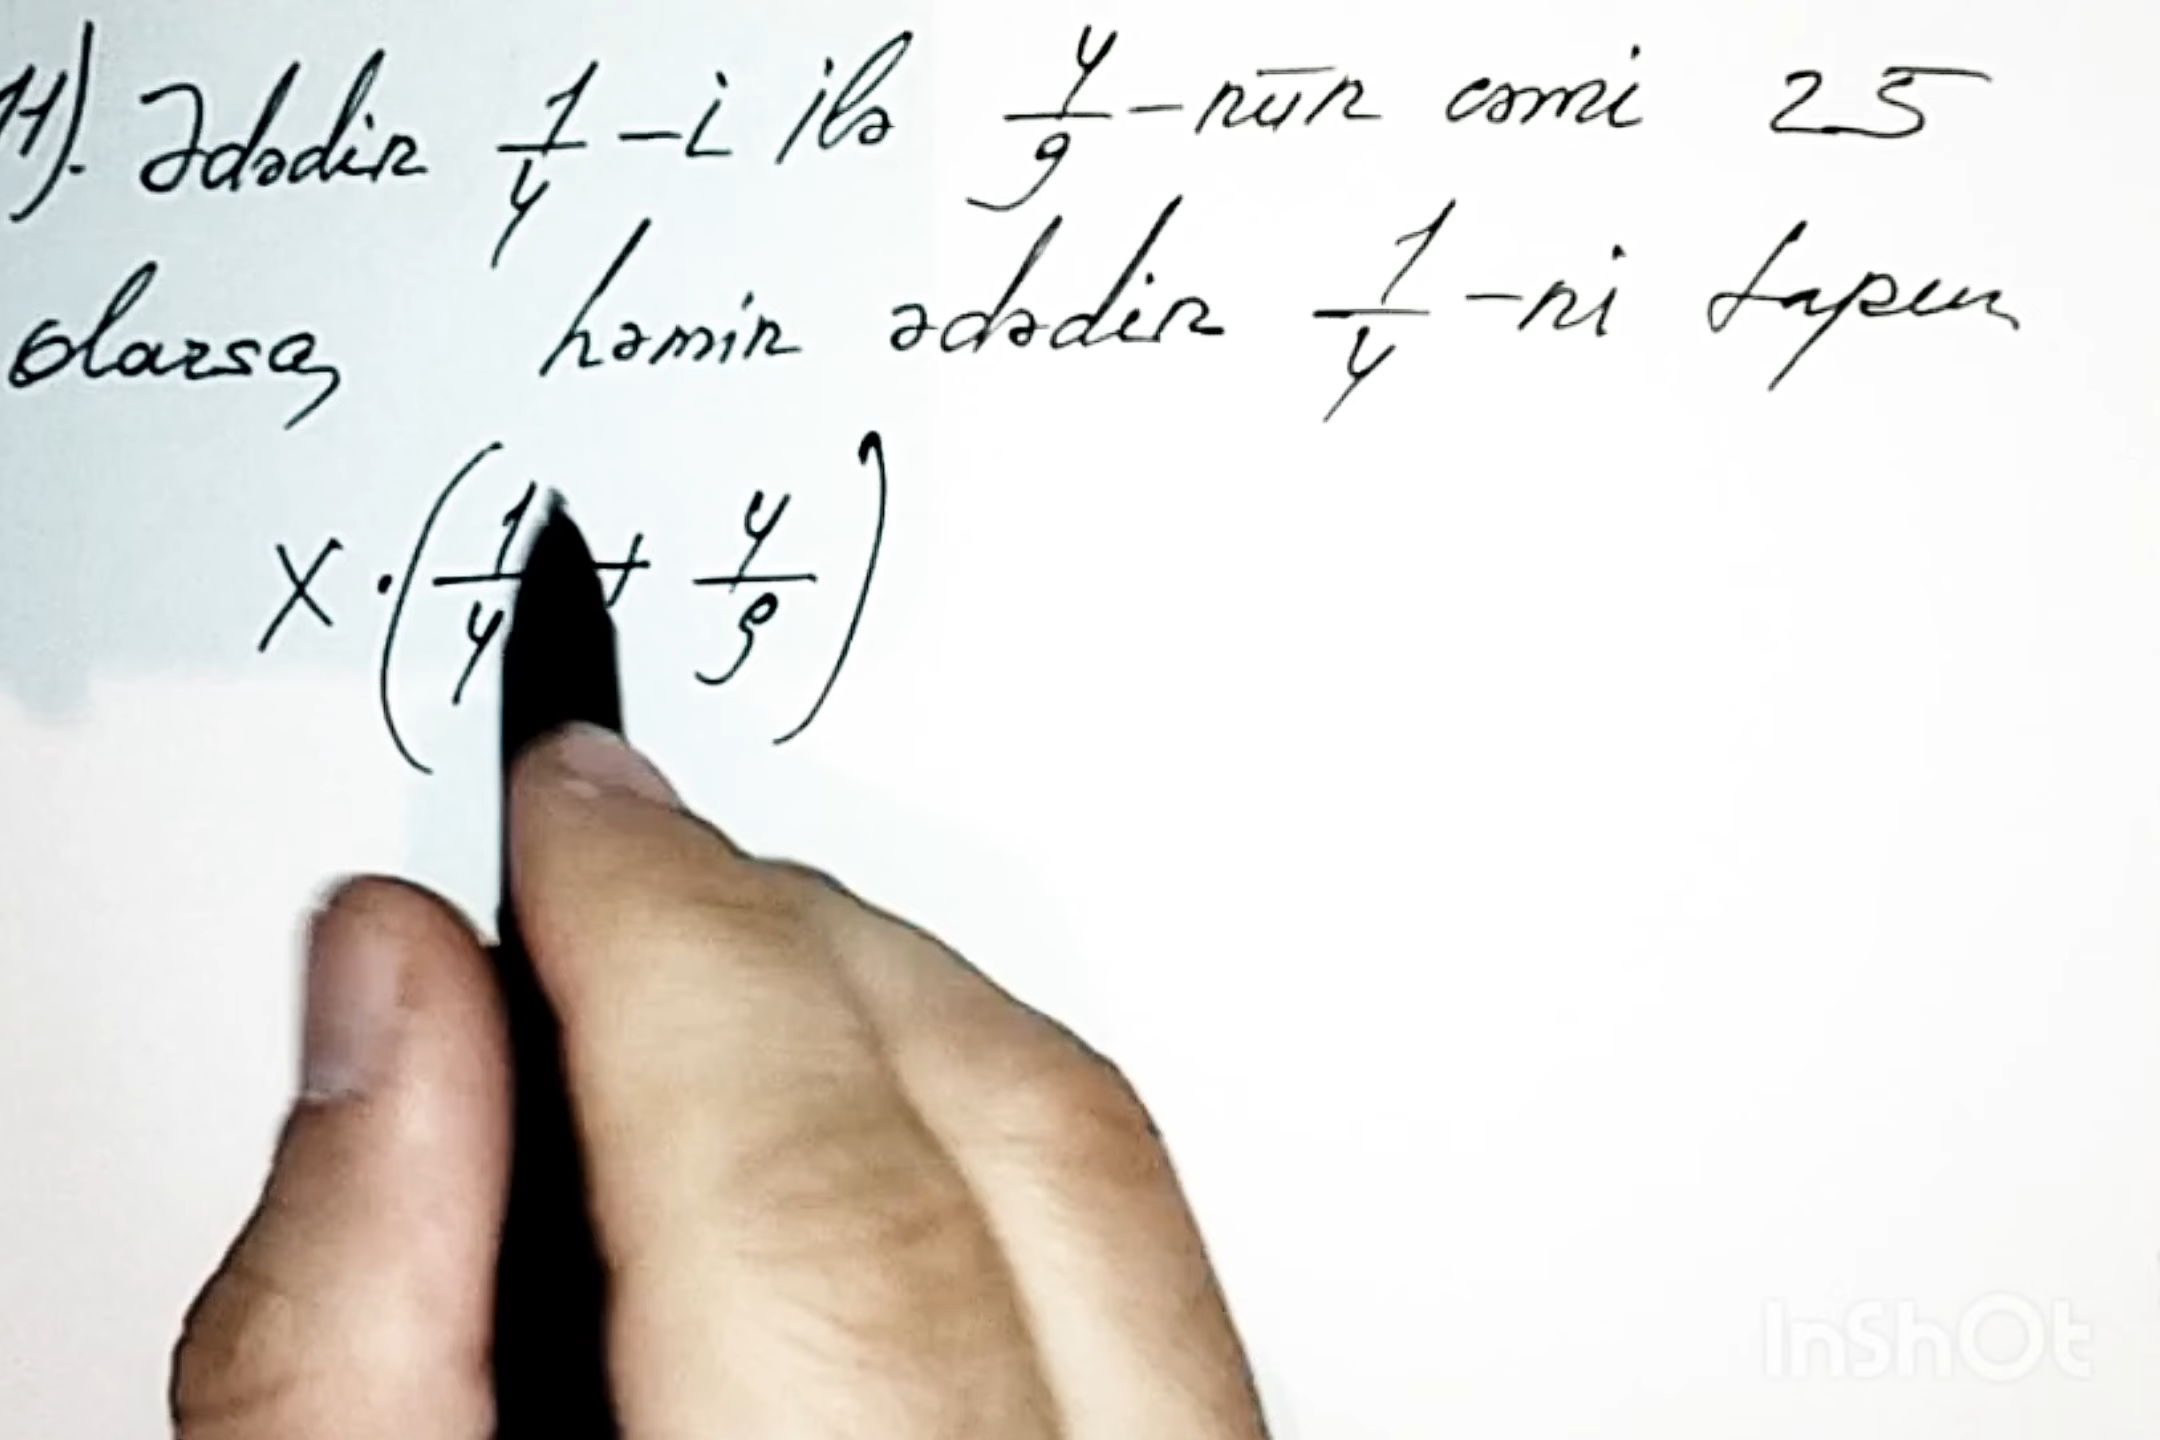 11). Ədədin 1/4 -i ilə 4/9 -nün cəmi 25
olarsa, həmin ədədin 1/4 -ni tapın
X · (1/4 + 4/9)
InShOt